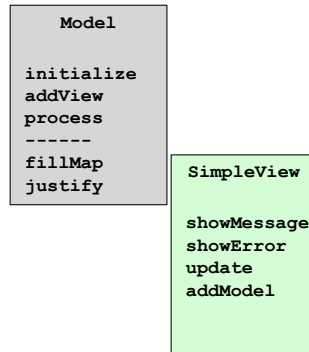 Model
initialize
addView
process
------
fillMap
justify
SimpleView
showMessage
showError
update
addModel